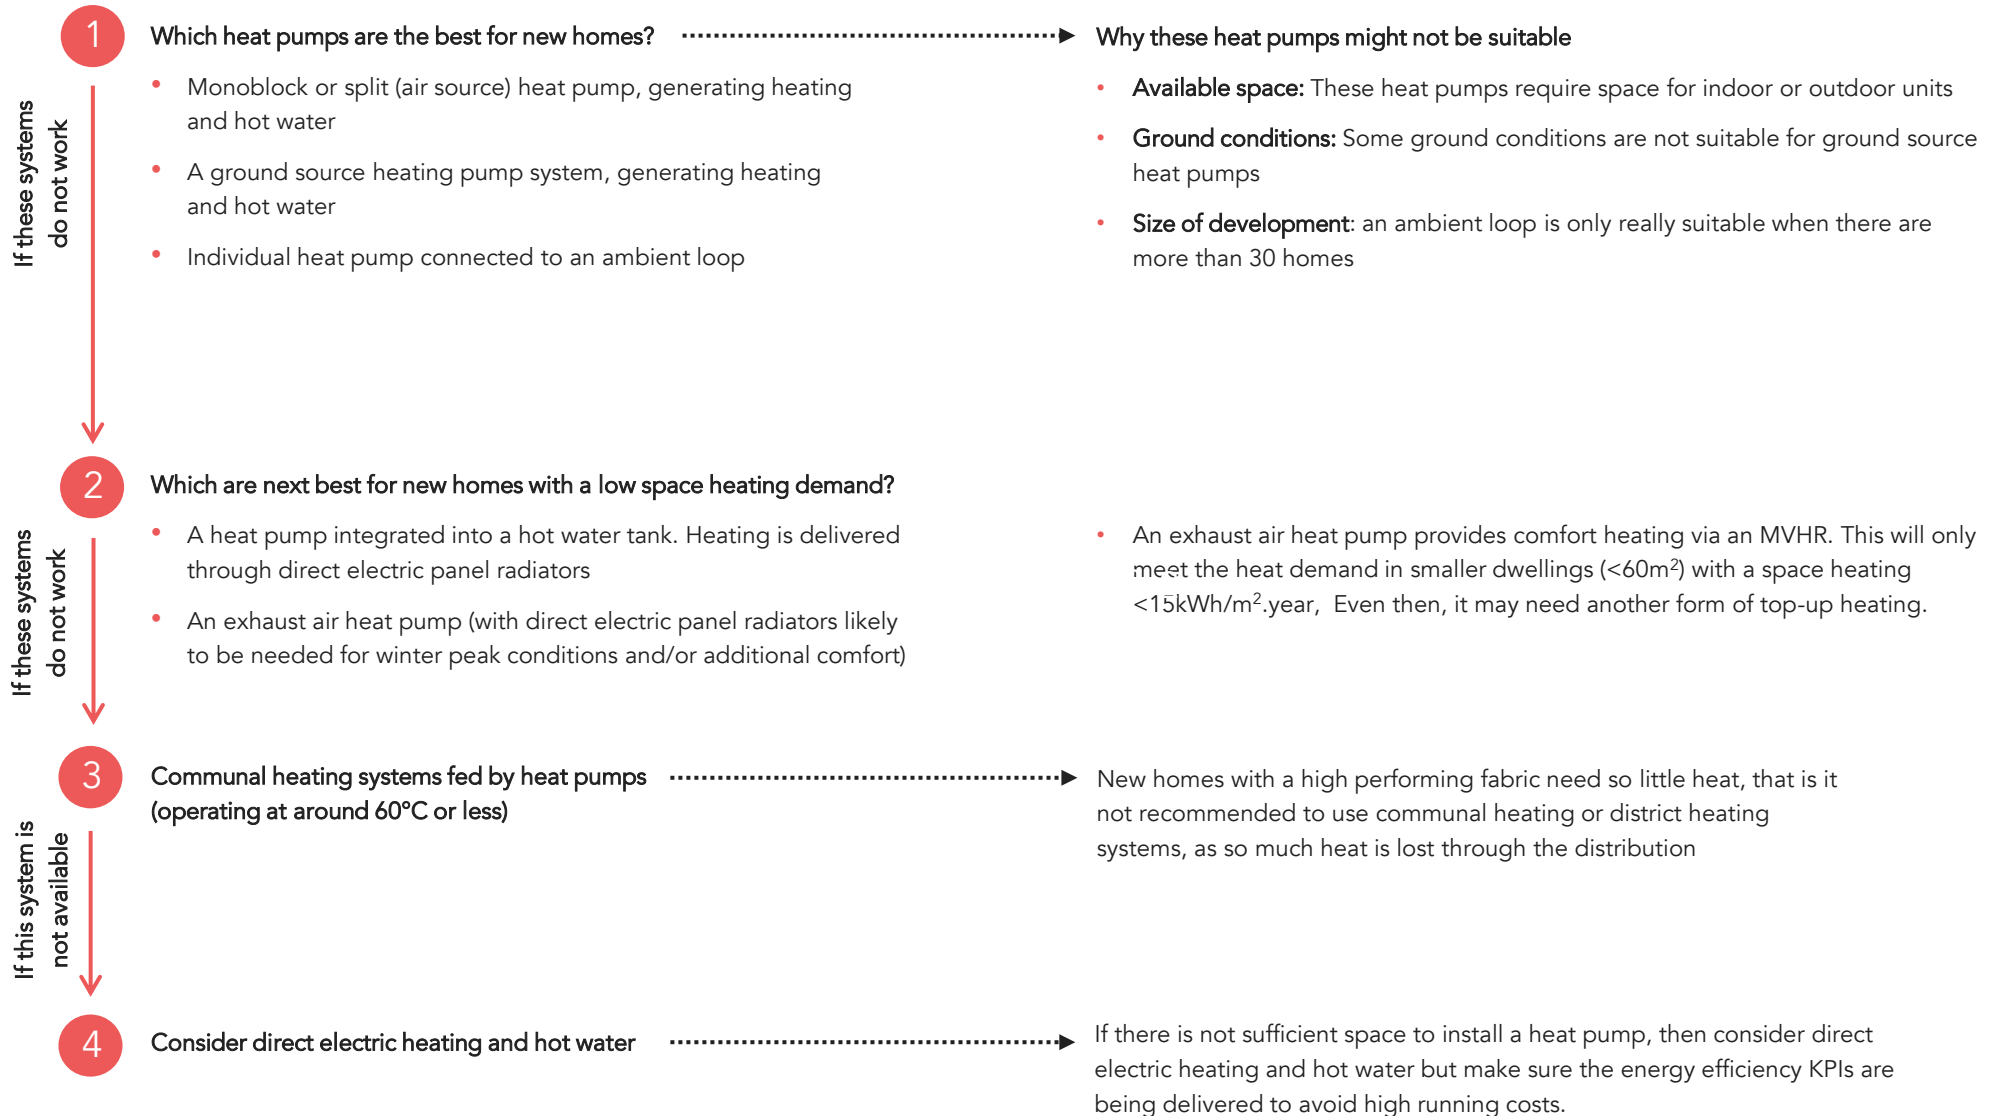 1
Which heat pumps are the best for new homes?
Why these heat pumps might not be suitable
If these systems
do not work
• Monoblock or split (air source) heat pump, generating heating
and hot water
• A ground source heating pump system, generating heating
and hot water
• Individual heat pump connected to an ambient loop
• Available space: These heat pumps require space for indoor or outdoor units
• Ground conditions: Some ground conditions are not suitable for ground source
heat pumps
• Size of development: an ambient loop is only really suitable when there are
more than 30 homes
2
Which are next best for new homes with a low space heating demand?
If these systems
do not work
• A heat pump integrated into a hot water tank. Heating is delivered
through direct electric panel radiators
• An exhaust air heat pump (with direct electric panel radiators likely
to be needed for winter peak conditions and/or additional comfort)
• An exhaust air heat pump provides comfort heating via an MVHR. This will only
meet the heat demand in smaller dwellings (<60m²) with a space heating
<15kWh/m².year, Even then, it may need another form of top-up heating.
3
Communal heating systems fed by heat pumps
(operating at around 60°C or less)
New homes with a high performing fabric need so little heat, that is it
not recommended to use communal heating or district heating
systems, as so much heat is lost through the distribution
If this system is
not available
4
Consider direct electric heating and hot water
If there is not sufficient space to install a heat pump, then consider direct
electric heating and hot water but make sure the energy efficiency KPIs are
being delivered to avoid high running costs.